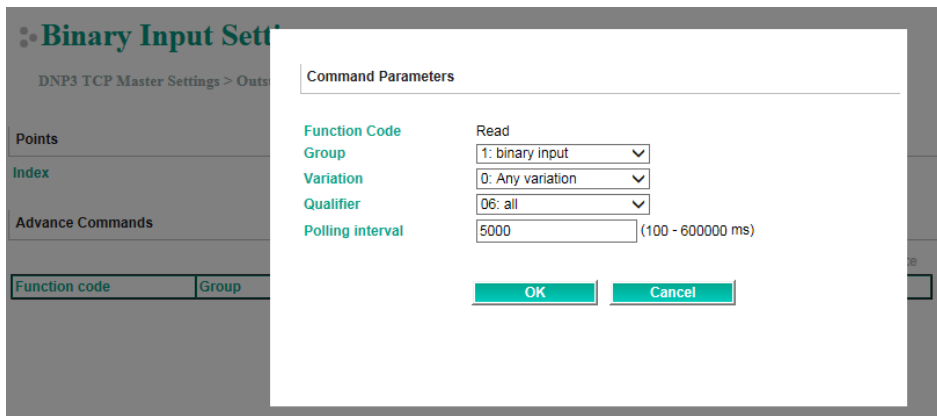 Binary Input Sett
DNP3 TCP Master Settings > Outs
Points
Index
Advance Commands
Function code Group
Command Parameters
Function Code Read
Group 1: binary input
Variation 0: Any variation
Qualifier 06: all
Polling interval 5000 (100 - 600000 ms)
OK Cancel